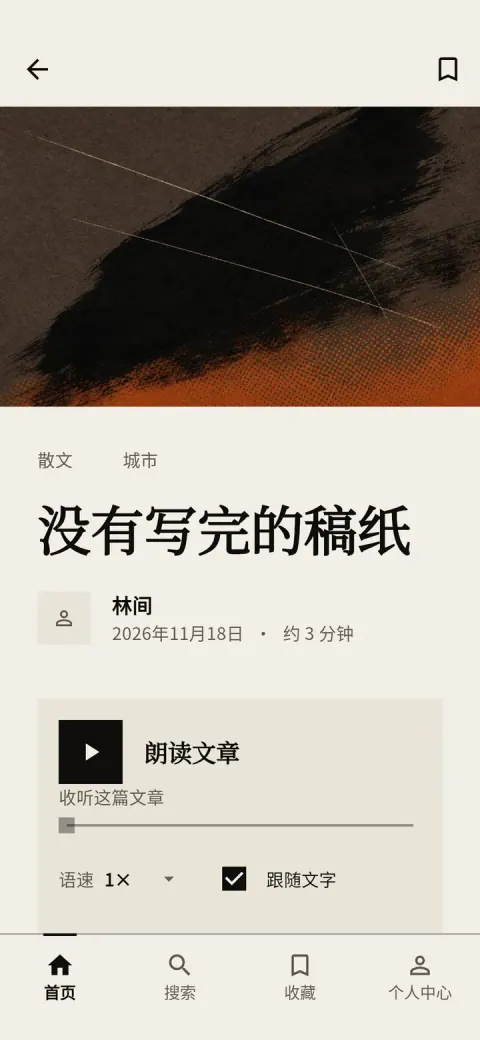 散文 城市
没有写完的稿纸
林间
2026年11月18日 · 约 3 分钟
朗读文章
收听这篇文章
语速 1× 跟随文字
首页 搜索 收藏 个人中心